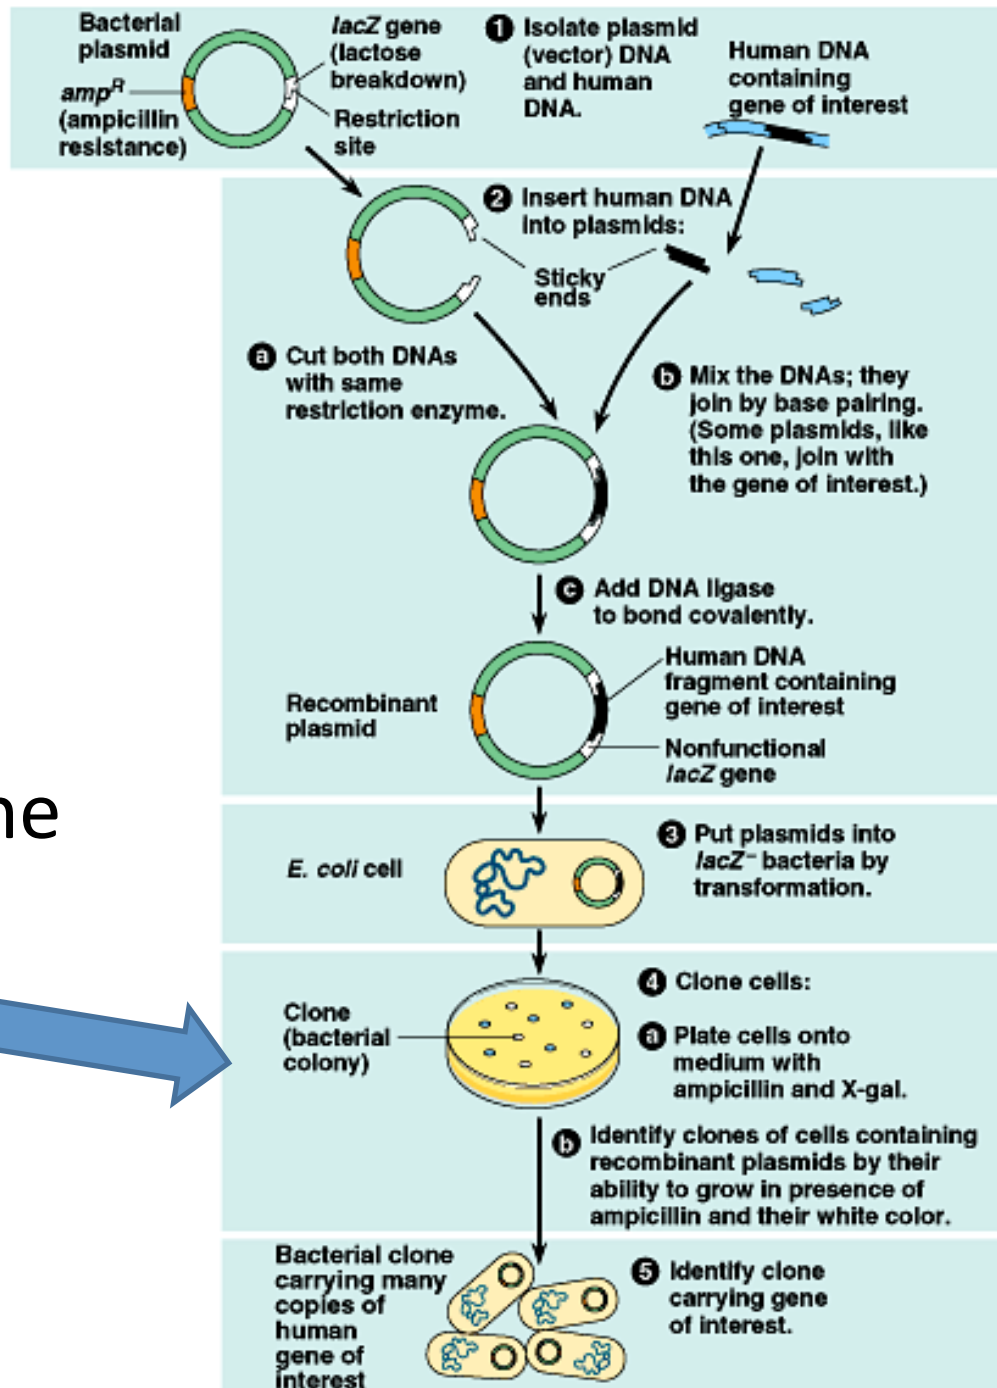 Bacterial
plasmid
amp^R
(ampicillin
resistance)
lacZ gene
(lactose
breakdown)
Restriction
site
1 Isolate plasmid
(vector) DNA
and human
DNA.
Human DNA
containing
gene of interest
2 Insert human DNA
into plasmids:
Sticky
ends
a Cut both DNAs
with same
restriction enzyme.
b Mix the DNAs; they
join by base pairing.
(Some plasmids, like
this one, join with
the gene of interest.)
c Add DNA ligase
to bond covalently.
Recombinant
plasmid
Human DNA
fragment containing
gene of interest
Nonfunctional
lacZ gene
ne
E. coli cell
3 Put plasmids into
lacZ– bacteria by
transformation.
Clone
(bacterial
colony)
4 Clone cells:
a Plate cells onto
medium with
ampicillin and X-gal.
b Identify clones of cells containing
recombinant plasmids by their
ability to grow in presence of
ampicillin and their white color.
Bacterial clone
carrying many
copies of
human
gene of
interest
5 Identify clone
carrying gene
of interest.